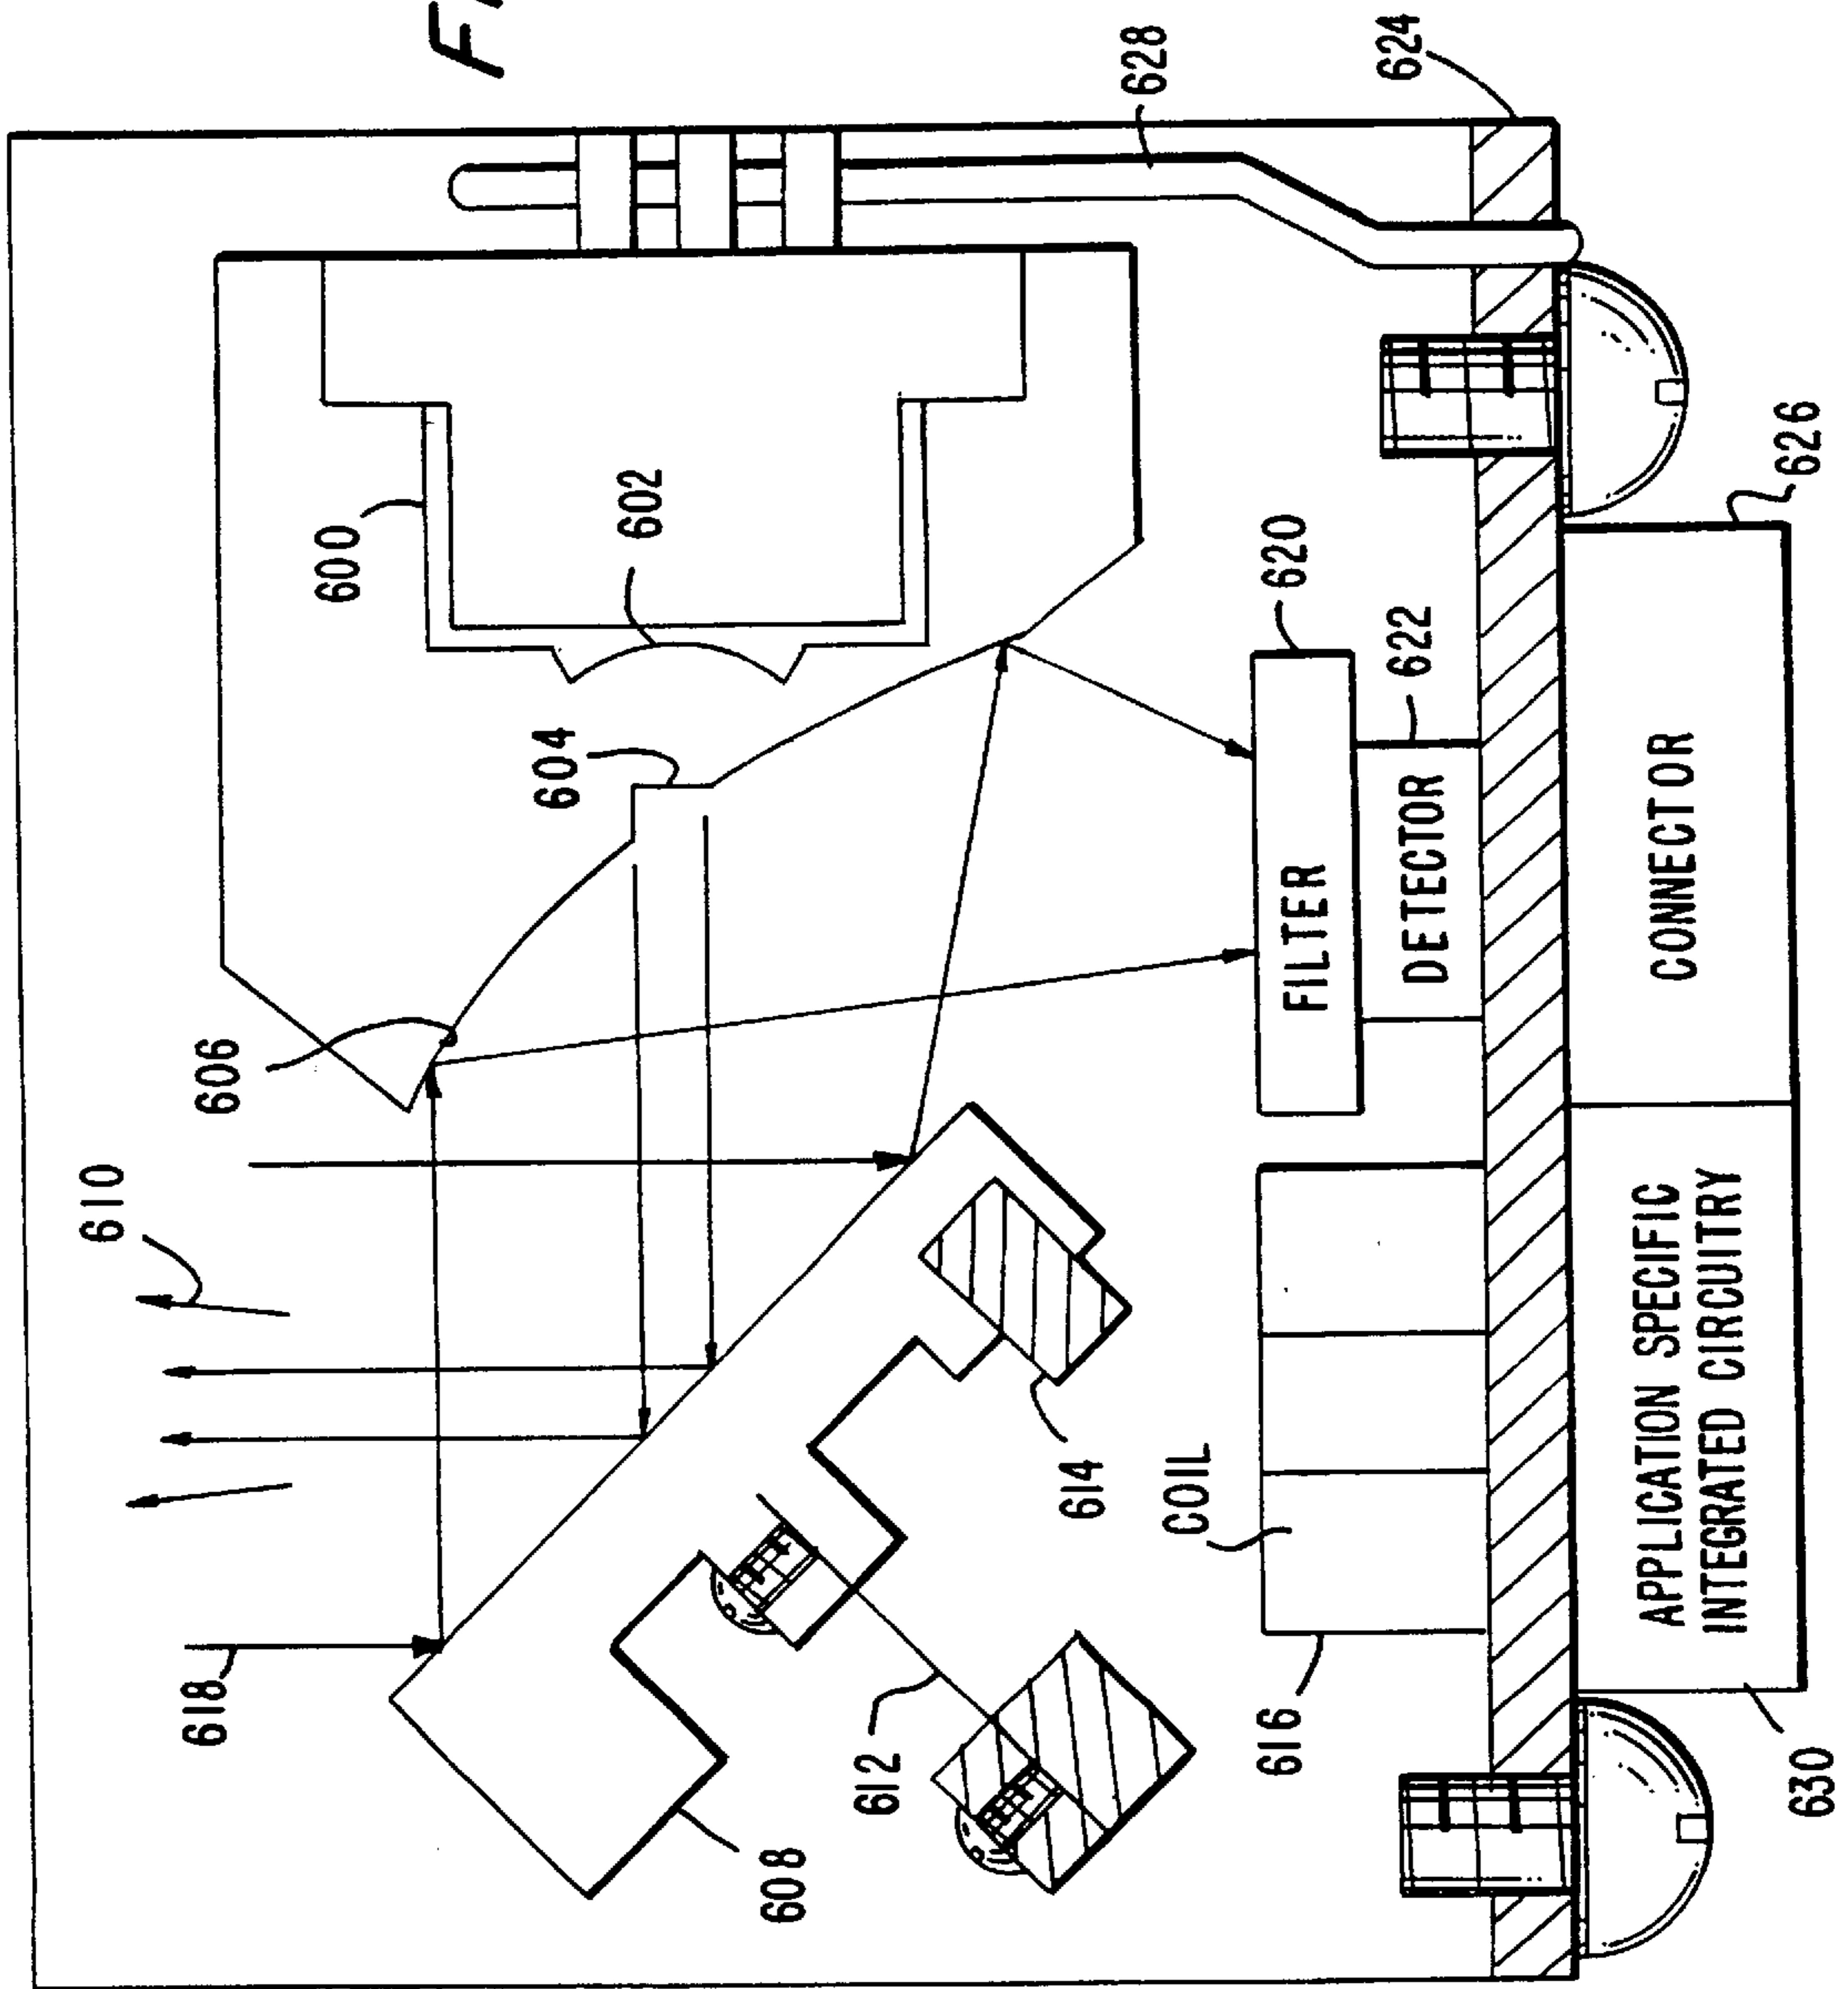 610
618
606
600
604
602
608
612
614
628
COIL
616
620
FILTER
624
622
DETECTOR
APPLICATION SPECIFIC
INTEGRATED CIRCUITRY
CONNECTOR
630
626